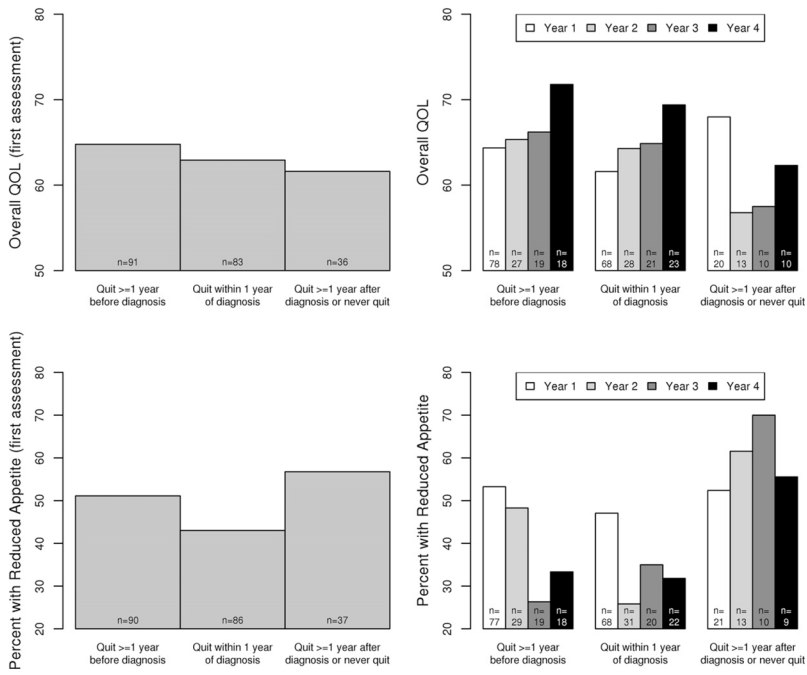 Overall QOL (first assessment)
80
70
60
50
n=91
n=83
n=36
Quit >=1 year
before diagnosis
Quit within 1 year
of diagnosis
Quit >=1 year after
diagnosis or never quit
Overall QOL
80
70
60
50
Year 1 Year 2 Year 3 Year 4
n= n= n= n=
78 27 19 18
n= n= n= n=
68 28 21 23
n= n= n= n=
20 13 10 10
Quit >=1 year
before diagnosis
Quit within 1 year
of diagnosis
Quit >=1 year after
diagnosis or never quit
Percent with Reduced Appetite (first assessment)
80
70
60
50
40
30
20
n=90
n=86
n=37
Quit >=1 year
before diagnosis
Quit within 1 year
of diagnosis
Quit >=1 year after
diagnosis or never quit
Percent with Reduced Appetite
80
70
60
50
40
30
20
Year 1 Year 2 Year 3 Year 4
n= n= n= n=
77 29 19 18
n= n= n= n=
68 31 20 22
n= n= n= n=
21 13 10 9
Quit >=1 year
before diagnosis
Quit within 1 year
of diagnosis
Quit >=1 year after
diagnosis or never quit